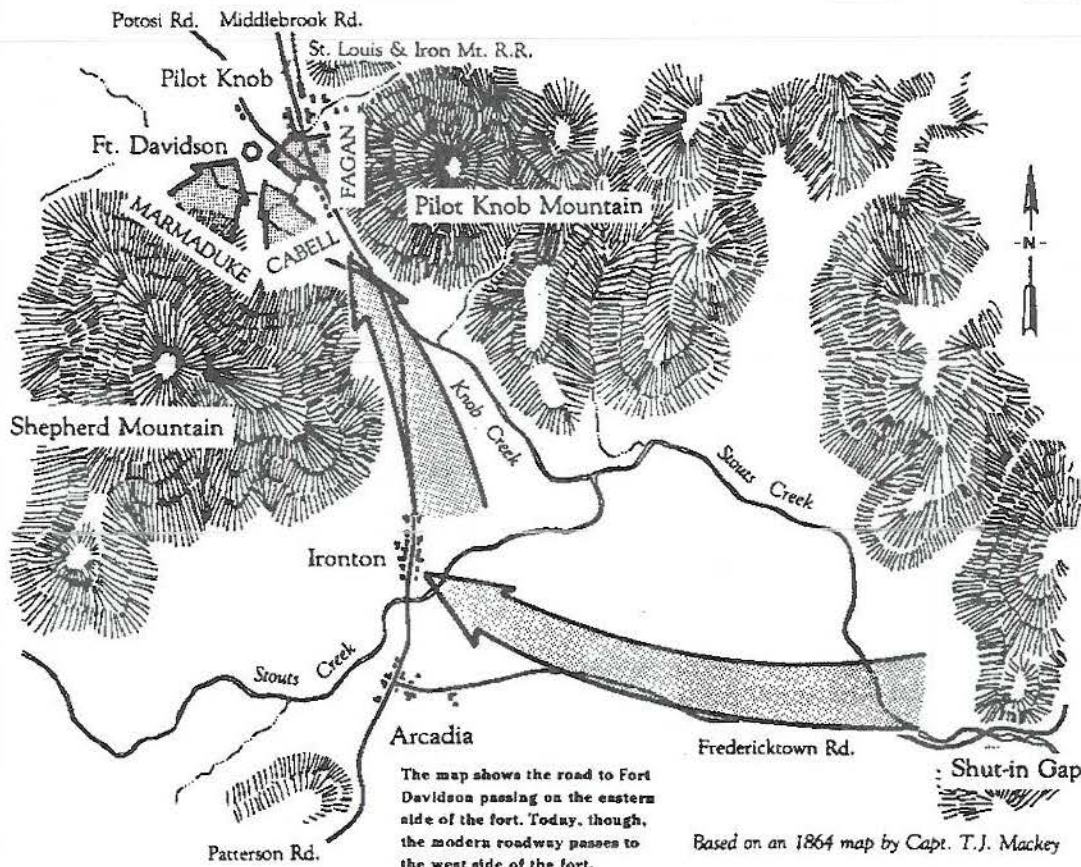 Potosi Rd. Middlebrook Rd.
St. Louis & Iron Mt. R.R.
Pilot Knob
Ft. Davidson
FAGAN
MARMADUKE
CABELL
Pilot Knob Mountain
-N-
Shepherd Mountain
Knob Creek
Stouts Creek
Ironton
Stouts Creek
Arcadia
Fredericktown Rd.
Shut-in Gap
The map shows the road to Fort
Davidson passing on the eastern
side of the fort. Today, though,
the modern roadway passes to
the west side of the fort.
Based on an 1864 map by Capt. T.J. Mackey
Patterson Rd.